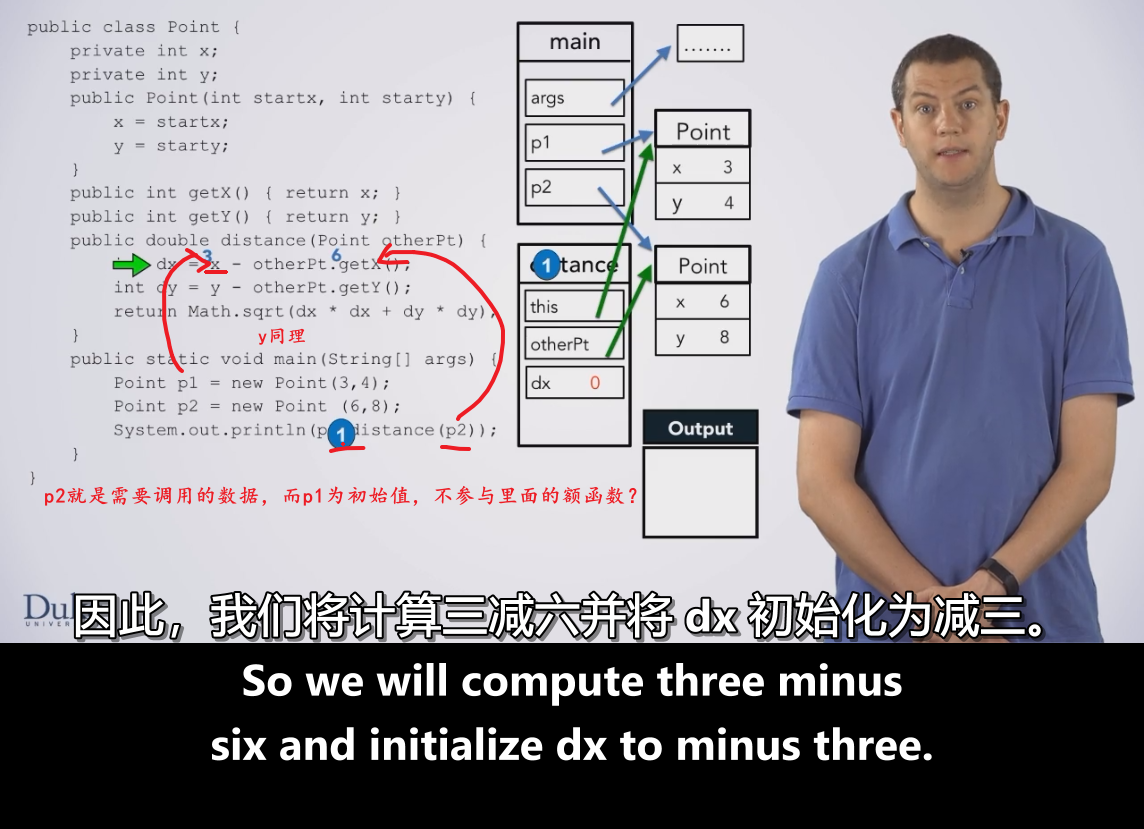 public class Point {
private int x;
private int y;
public Point(int startx, int starty) {
x = startx;
y = starty;
}
public int getX() { return x; }
public int getY() { return y; }
public double distance(Point otherPt) {
3
6
dx = x - otherPt.getX();
int dy = y - otherPt.getY();
return Math.sqrt(dx * dx + dy * dy);
}
y同理
public static void main(String[] args) {
Point p1 = new Point(3,4);
Point p2 = new Point (6,8);
System.out.println(p 1 distance(p2));
}
}
p2就是需要调用的数据，而p1为初始值，不参与里面的额函数？
main
args
p1
p2
.......
Point
x 3
y 4
1 tance
this
otherPt
dx 0
Point
x 6
y 8
Output
因此，我们将计算三减六并将 dx 初始化为减三。
So we will compute three minus
six and initialize dx to minus three.